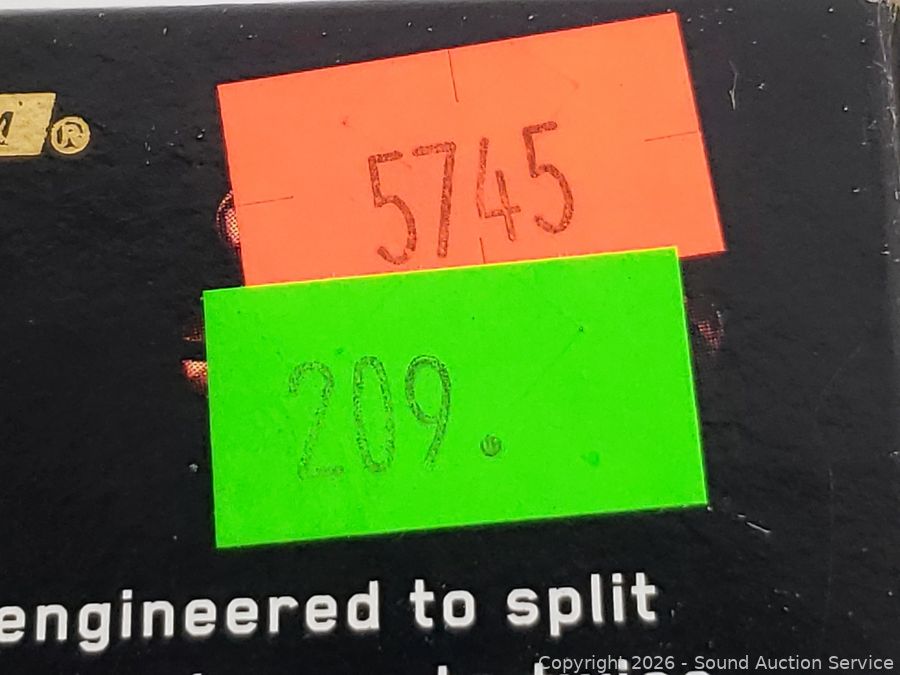 ®
5745
209.
engineered to split
Copyright 2026 - Sound Auction Service